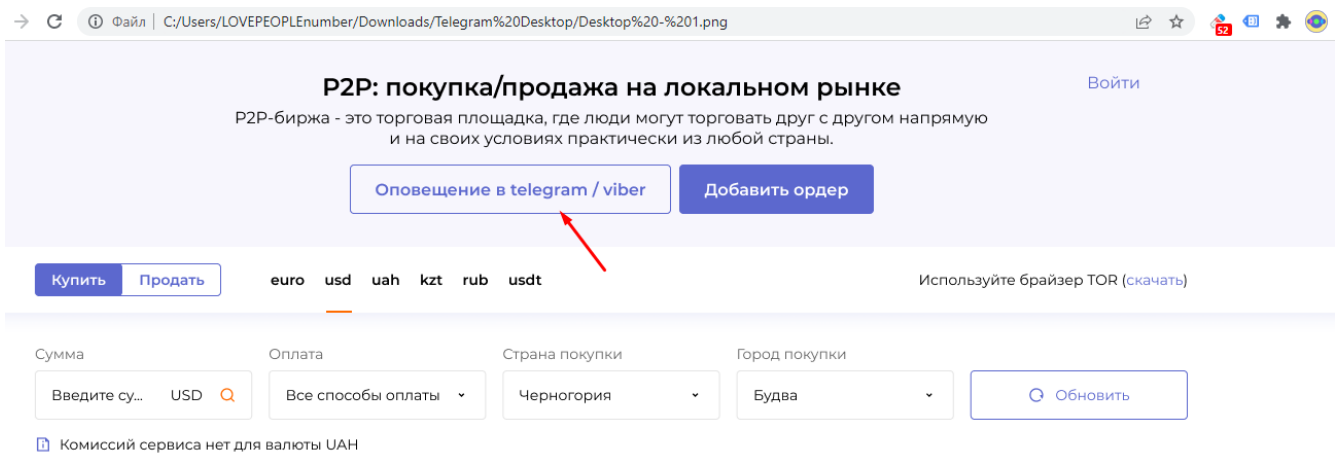 Файл | C:/Users/LOVEPEOPLEnumber/Downloads/Telegram%20Desktop/Desktop%20-%201.png
52
P2P: покупка/продажа на локальном рынке
Войти
P2P-биржа - это торговая площадка, где люди могут торговать друг с другом напрямую
и на своих условиях практически из любой страны.
Оповещение в telegram / viber
Добавить ордер
Купить Продать euro usd uah kzt rub usdt Используйте брайзер TOR (скачать)
Сумма Оплата Страна покупки Город покупки
Введите су... USD Все способы оплаты Черногория Будва Обновить
Комиссий сервиса нет для валюты UAH